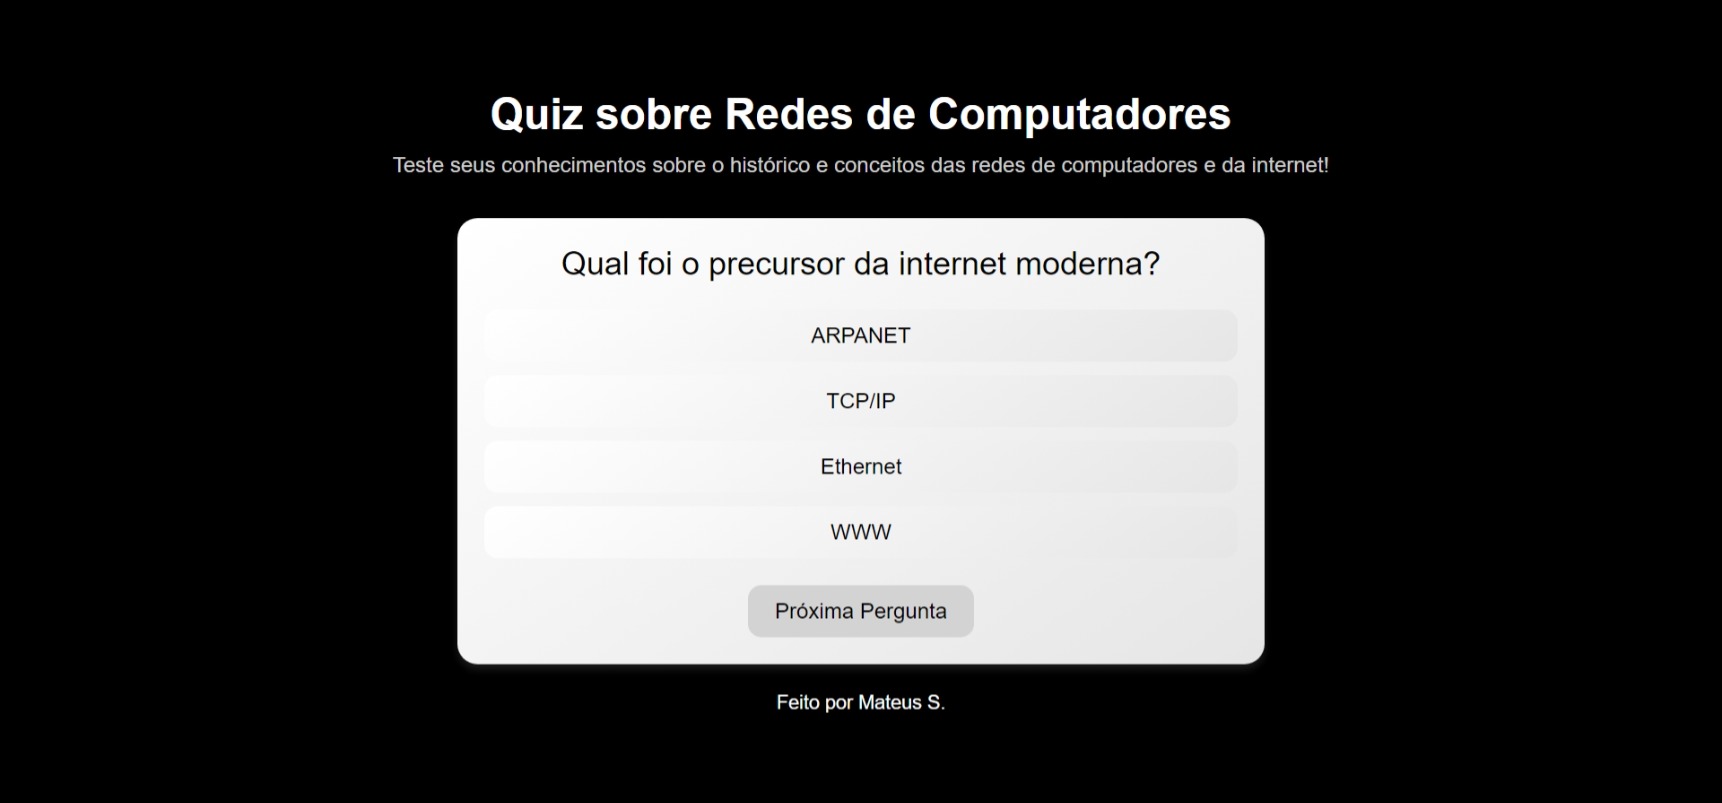 Quiz sobre Redes de Computadores
Teste seus conhecimentos sobre o histórico e conceitos das redes de computadores e da internet!
Qual foi o precursor da internet moderna?
ARPANET
TCP/IP
Ethernet
WWW
Próxima Pergunta
Feito por Mateus S.